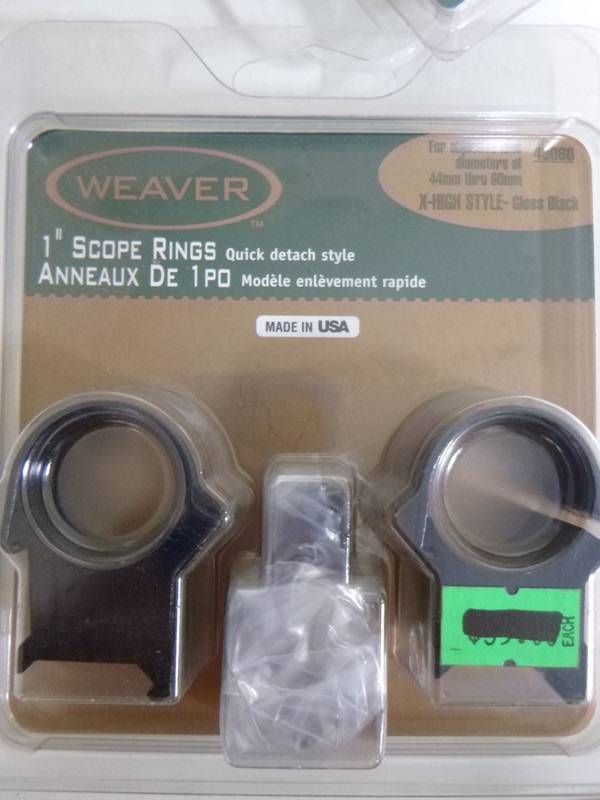 WEAVER
TM
For
diameters of
44mm thru 60mm
X-HIGH STYLE- Gloss Black
1" SCOPE RINGS Quick detach style
ANNEAUX DE 1PO Modèle enlèvement rapide
MADE IN USA
EACH